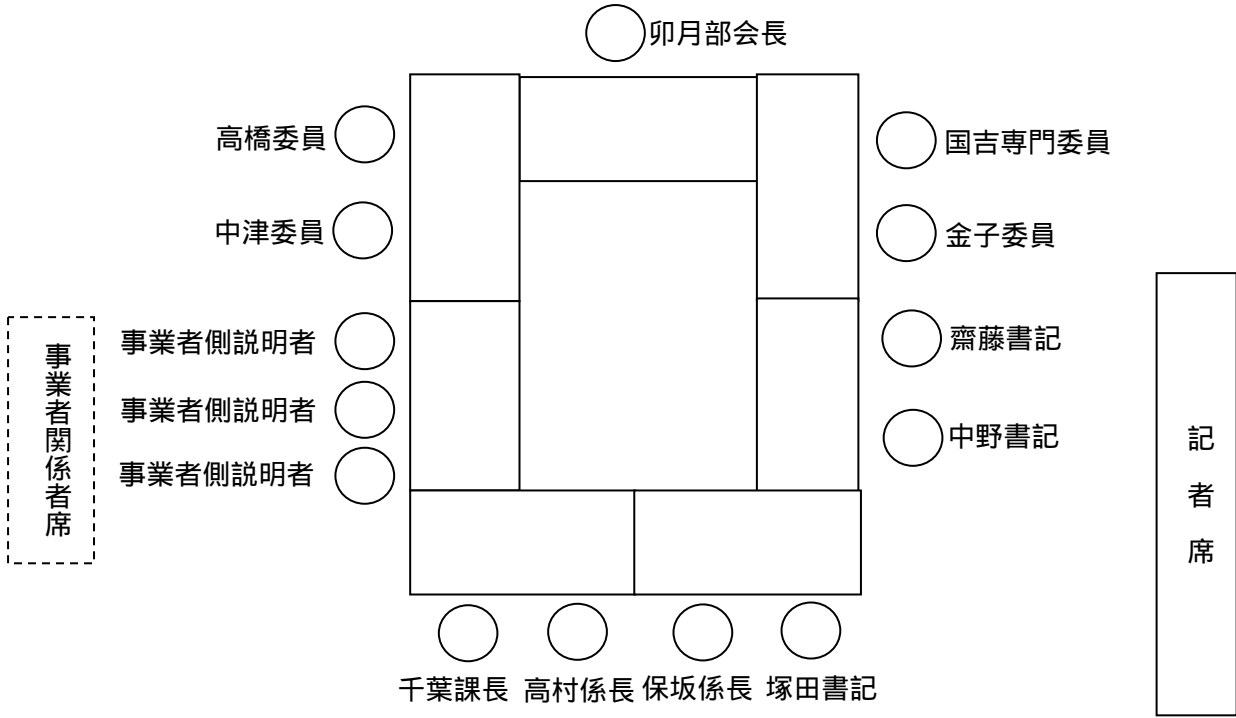 卯月部会長
高橋委員
国吉専門委員
中津委員
金子委員
事業者側説明者
齋藤書記
事業者側説明者
中野書記
事業者側説明者
事業者関係者席
記者席
千葉課長 高村係長 保坂係長 塚田書記